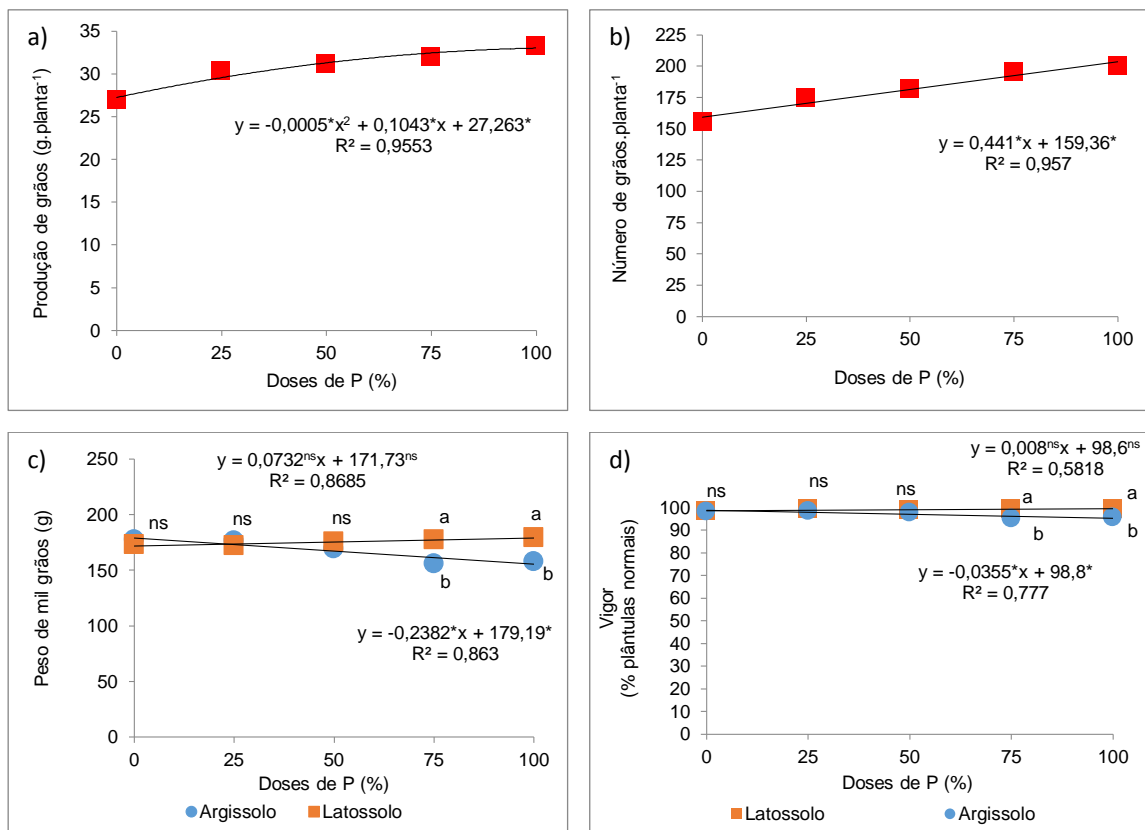 a)
Produção de grãos (g.planta⁻¹)
35
30
25
20
15
10
5
0
y = -0,0005*x² + 0,1043*x + 27,263*
R² = 0,9553
0 25 50 75 100
Doses de P (%)
b)
Número de grãos.planta⁻¹
225
200
175
150
125
100
75
50
25
0
y = 0,441*x + 159,36*
R² = 0,957
0 25 50 75 100
Doses de P (%)
c)
Peso de mil grãos (g)
250
200
150
100
50
0
y = 0,0732ⁿˢx + 171,73ⁿˢ
R² = 0,8685
ns ns ns a a
b b
y = -0,2382*x + 179,19*
R² = 0,863
0 25 50 75 100
Doses de P (%)
Argissolo Latossolo
d)
Vigor
(% plântulas normais)
100
90
80
70
60
50
40
30
20
10
0
y = 0,008ⁿˢx + 98,6ⁿˢ
R² = 0,5818
ns ns ns a a
b b
y = -0,0355*x + 98,8*
R² = 0,777
0 25 50 75 100
Doses de P (%)
Latossolo Argissolo